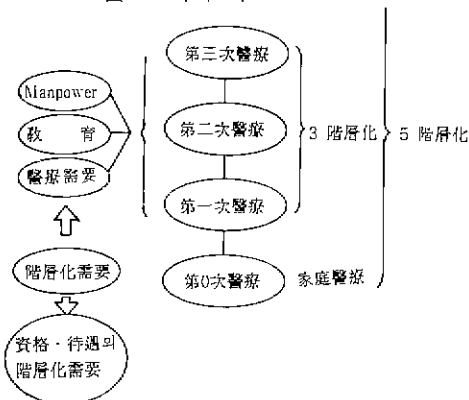 第三次醫療
Manpower
教 育
第二次醫療
3 階層化
5 階層化
醫療需要
第一次醫療
階層化需要
第0次醫療
家庭醫療
資格·待遇의
階層化需要